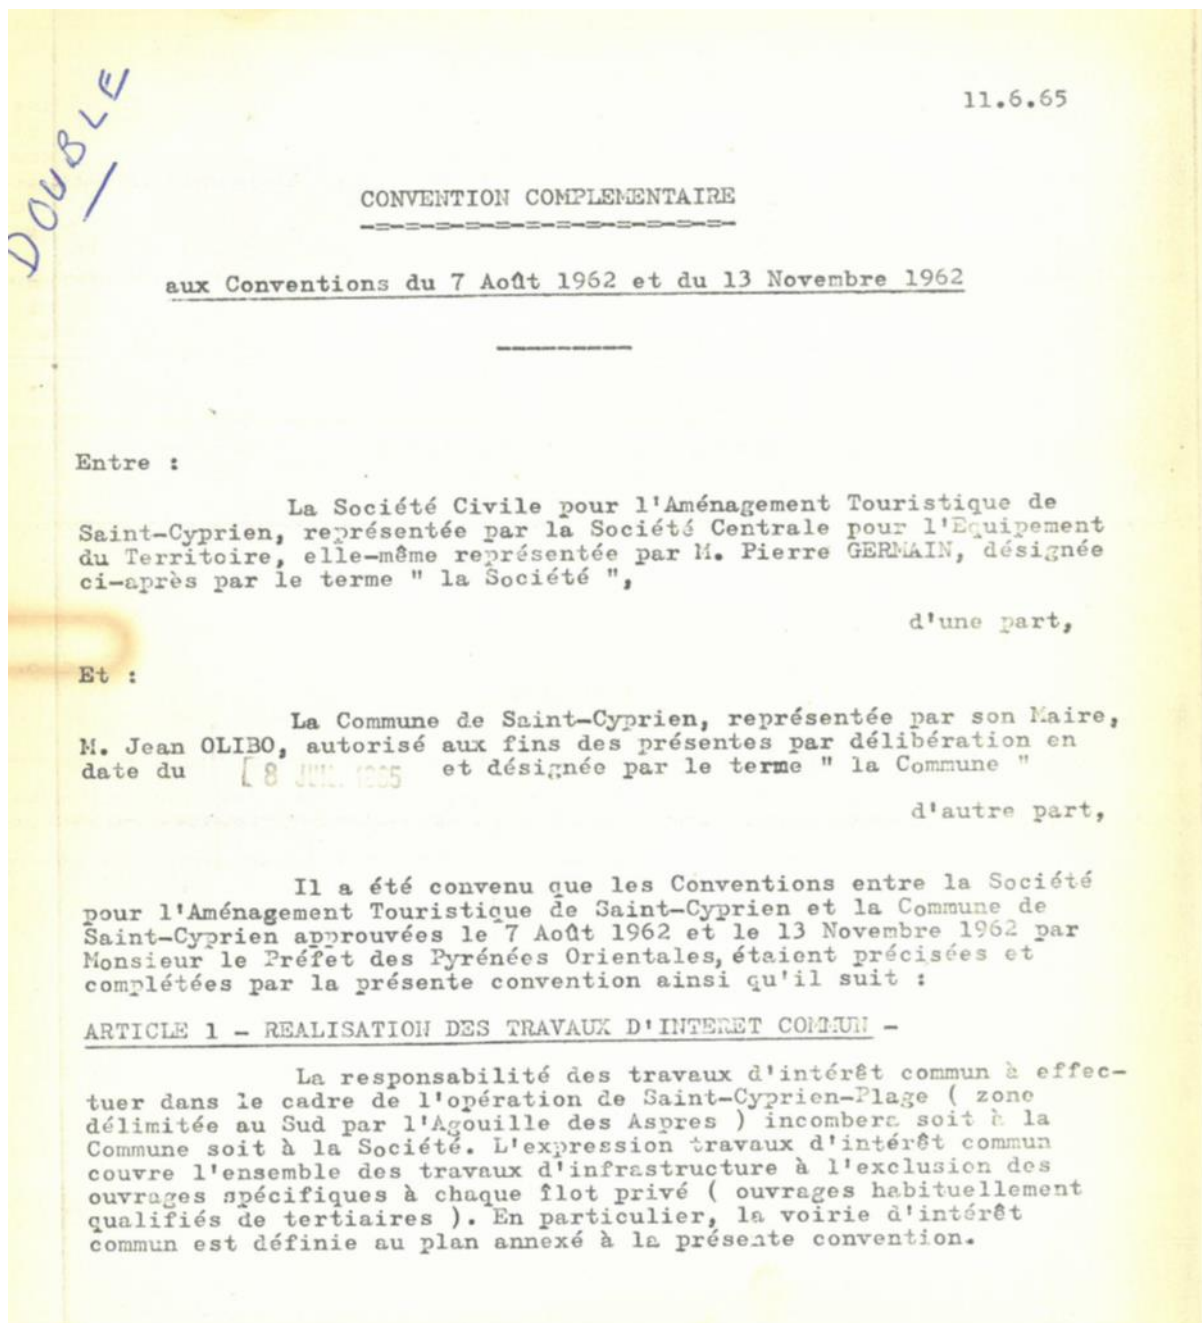 DOUBLE
11.6.65
CONVENTION COMPLEMENTAIRE
-=-=-=-=-=-=-=-=-=-=-=-=-
aux Conventions du 7 Août 1962 et du 13 Novembre 1962
Entre :
La Société Civile pour l'Aménagement Touristique de
Saint-Cyprien, représentée par la Société Centrale pour l'Equipement
du Territoire, elle-même représentée par M. Pierre GERMAIN, désignée
ci-après par le terme " la Société ",
d'une part,
Et :
La Commune de Saint-Cyprien, représentée par son Maire,
M. Jean OLIBO, autorisé aux fins des présentes par délibération en
date du [ 8 et désignée par le terme " la Commune "
d'autre part,
Il a été convenu que les Conventions entre la Société
pour l'Aménagement Touristique de Saint-Cyprien et la Commune de
Saint-Cyprien approuvées le 7 Août 1962 et le 13 Novembre 1962 par
Monsieur le Préfet des Pyrénées Orientales, étaient précisées et
complétées par la présente convention ainsi qu'il suit :
ARTICLE 1 - REALISATION DES TRAVAUX D'INTERET COMMUN -
La responsabilité des travaux d'intérêt commun à effec-
tuer dans le cadre de l'opération de Saint-Cyprien-Plage ( zone
délimitée au Sud par l'Agouille des Aspres ) incombera soit à la
Commune soit à la Société. L'expression travaux d'intérêt commun
couvre l'ensemble des travaux d'infrastructure à l'exclusion des
ouvrages spécifiques à chaque îlot privé ( ouvrages habituellement
qualifiés de tertiaires ). En particulier, la voirie d'intérêt
commun est définie au plan annexé à la présente convention.